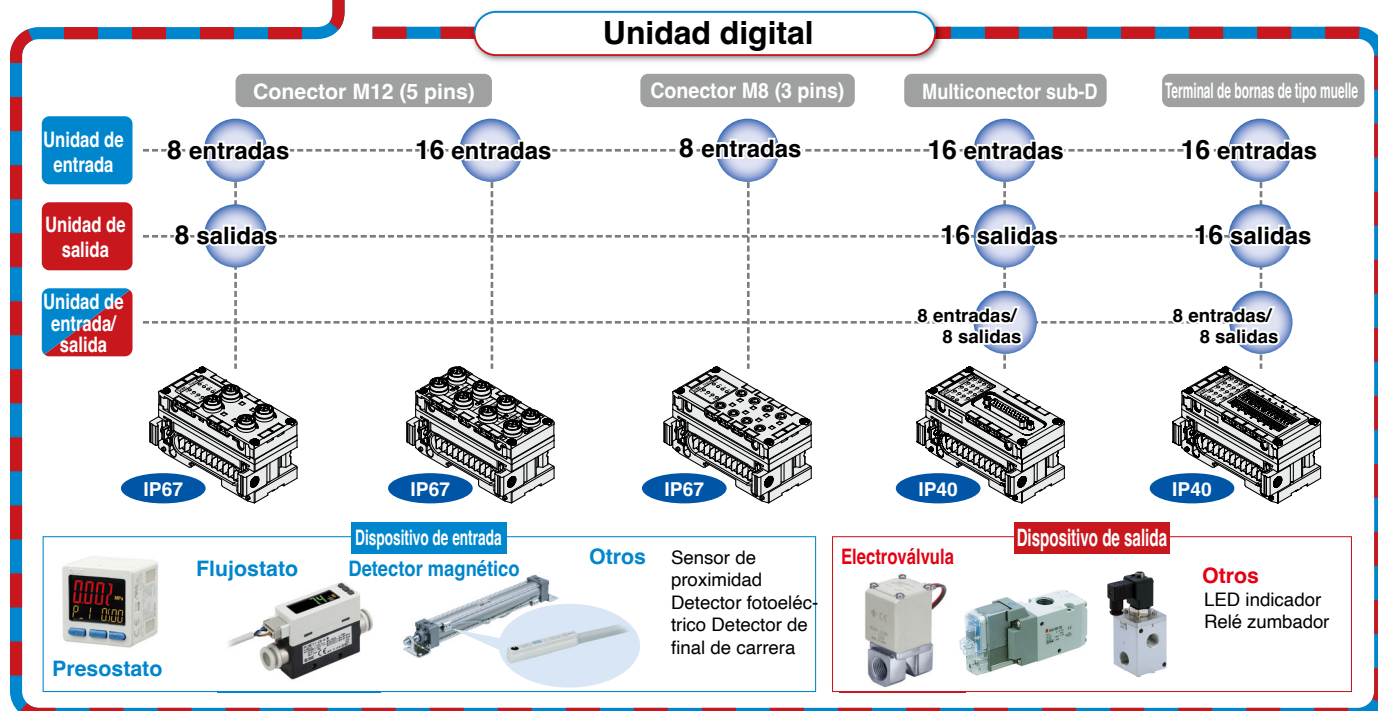 Unidad digital
Conector M12 (5 pins)
Conector M8 (3 pins)
Multiconector sub-D
Terminal de bornas de tipo muelle
Unidad de
entrada
8 entradas
16 entradas
8 entradas
16 entradas
16 entradas
Unidad de
salida
8 salidas
16 salidas
16 salidas
Unidad de
entrada/
salida
8 entradas/
8 salidas
8 entradas/
8 salidas
IP67
IP67
IP67
IP40
IP40
Dispositivo de entrada
Presostato
Flujostato
Detector magnético
Otros
Sensor de
proximidad
Detector fotoeléc-
trico Detector de
final de carrera
Dispositivo de salida
Electroválvula
Otros
LED indicador
Relé zumbador